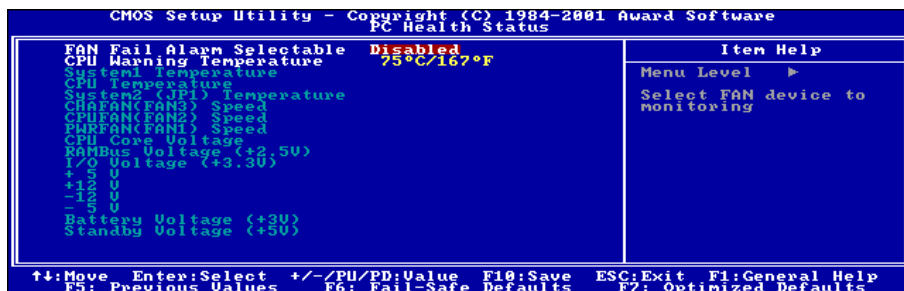 CMOS Setup Utility - Copyright (C) 1984-2001 Award Software
PC Health Status
FAN Fail Alarm Selectable Disabled
CPU Warning Temperature 75°C/167°F
System1 Temperature
CPU Temperature
System2 (JP1) Temperature
CHAFAN(FAN3) Speed
CPUFAN(FAN2) Speed
PWRFAN(FAN1) Speed
CPU Core Voltage
RAMBus Voltage (+2.5V)
I/O Voltage (+3.3V)
+ 5 V
+12 V
-12 V
- 5 V
Battery Voltage (+3V)
Standby Voltage (+5V)
Item Help
Menu Level ►
Select FAN device to
monitoring
↑↓:Move Enter:Select +/-/PU/PD:Value F10:Save ESC:Exit F1:General Help
F5: Previous Values F6: Fail-Safe Defaults F7: Optimized Defaults